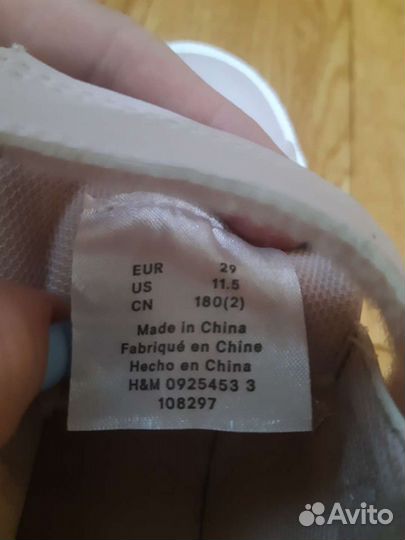 EUR 29
US 11.5
CN 180(2)
Made in China
Fabriqué en Chine
Hecho en China
H&M 0925453 3
108297
Avito